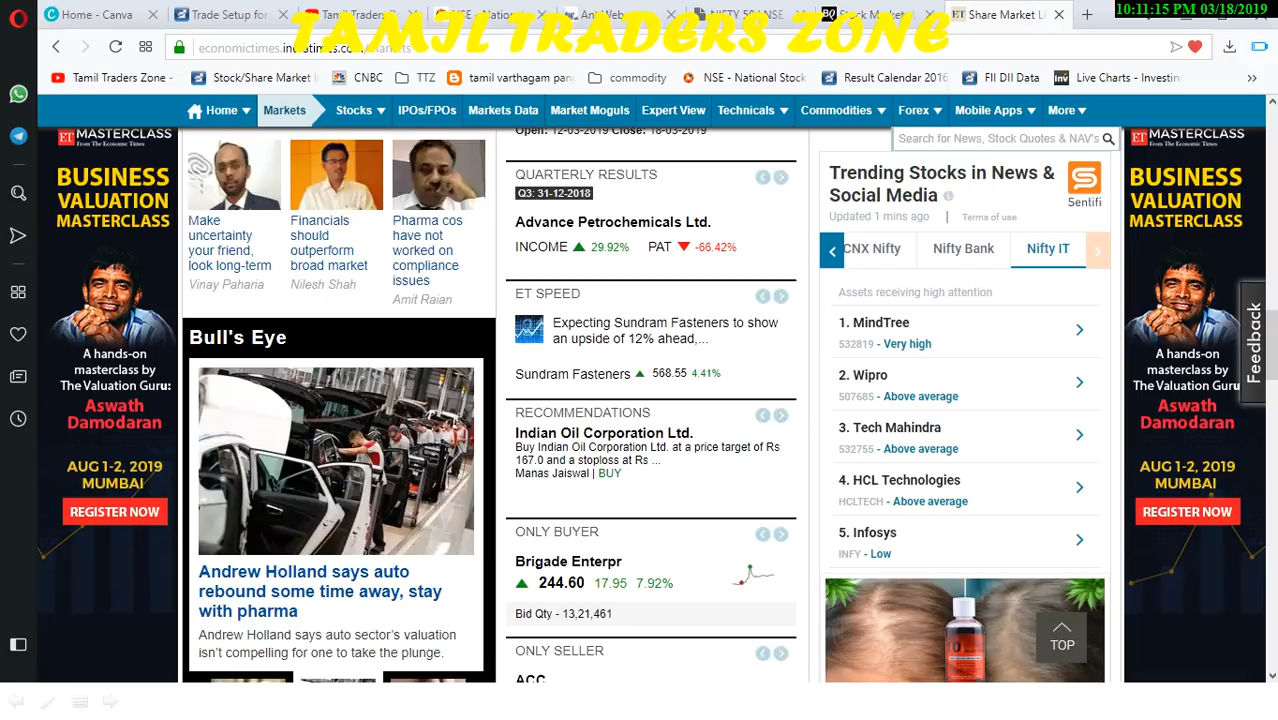 Home - Canva
Trade Setup for
Share Market L
10:11:15 PM 03/18/2019
TAMIL TRADERS ZONE
Tamil Traders Zone -
Stock/Share Market I
CNBC
TTZ
tamil varthagam pan
commodity
NSE - National Stock
Result Calendar 2016
FII DII Data
Live Charts - Investin
Home
Markets
Stocks
IPOs/FPOs
Markets Data
Market Moguls
Expert View
Technicals
Commodities
Forex
Mobile Apps
More
Search for News, Stock Quotes & NAV's
ET MASTERCLASS
From The Economic Times
BUSINESS
VALUATION
MASTERCLASS
A hands-on
masterclass by
The Valuation Guru:
Aswath
Damodaran
AUG 1-2, 2019
MUMBAI
REGISTER NOW
Make
uncertainty
your friend,
look long-term
Vinay Paharia
Financials
should
outperform
broad market
Nilesh Shah
Pharma cos
have not
worked on
compliance
issues
Amit Raian
Bull's Eye
Andrew Holland says auto
rebound some time away, stay
with pharma
Andrew Holland says auto sector's valuation
isn't compelling for one to take the plunge.
Open: 12-03-2019 Close: 18-03-2019
QUARTERLY RESULTS
Q3: 31-12-2018
Advance Petrochemicals Ltd.
INCOME 29.92% PAT -66.42%
ET SPEED
Expecting Sundram Fasteners to show
an upside of 12% ahead,...
Sundram Fasteners 568.55 4.41%
RECOMMENDATIONS
Indian Oil Corporation Ltd.
Buy Indian Oil Corporation Ltd. at a price target of Rs
167.0 and a stoploss at Rs ...
Manas Jaiswal | BUY
ONLY BUYER
Brigade Enterpr
244.60 17.95 7.92%
Bid Qty - 13,21,461
ONLY SELLER
ACC
Trending Stocks in News &
Social Media
Sentifi
Updated 1 mins ago | Terms of use
CNX Nifty
Nifty Bank
Nifty IT
Assets receiving high attention
1. MindTree
532819 - Very high
2. Wipro
507685 - Above average
3. Tech Mahindra
532755 - Above average
4. HCL Technologies
HCLTECH - Above average
5. Infosys
INFY - Low
TOP
ET MASTERCLASS
From The Economic Times
BUSINESS
VALUATION
MASTERCLASS
A hands-on
masterclass by
The Valuation Guru:
Aswath
Damodaran
AUG 1-2, 2019
MUMBAI
REGISTER NOW
Feedback